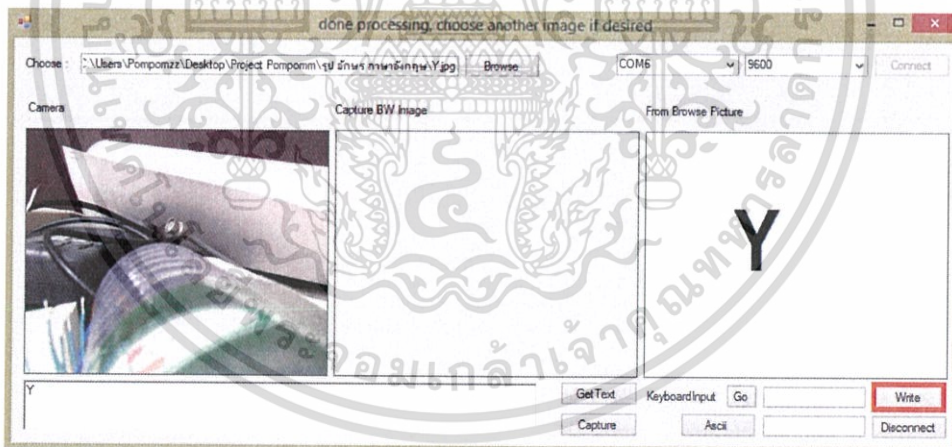 done processing, choose another image if desired
Choose : :\Users\Pompomzz\Desktop\Project Pompomm\รูป อักษร ภาษาอังกฤษ\Y.jpg Browse COM6 9600 Connect
Camera Capture BW Image From Browse Picture
Y
Y Get Text Keyboard Input Go Write
Capture Ascii Disconnect